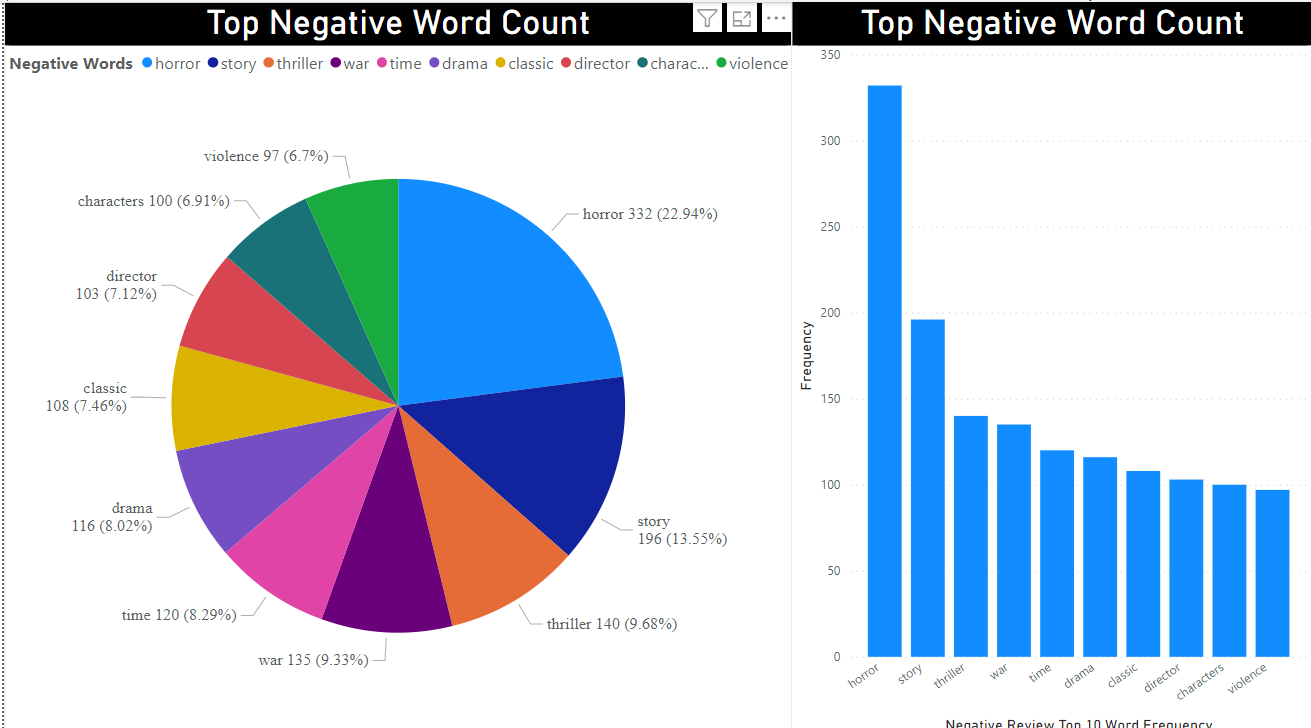 Top Negative Word Count
Negative Words horror story thriller war time drama classic director charac... violence
violence 97 (6.7%)
characters 100 (6.91%)
director
103 (7.12%)
classic
108 (7.46%)
drama
116 (8.02%)
time 120 (8.29%)
war 135 (9.33%)
thriller 140 (9.68%)
story
196 (13.55%)
horror 332 (22.94%)
Top Negative Word Count
Frequency
350
300
250
200
150
100
50
0
horror story thriller war time drama classic director characters violence
Negative Review Top 10 Word Frequency